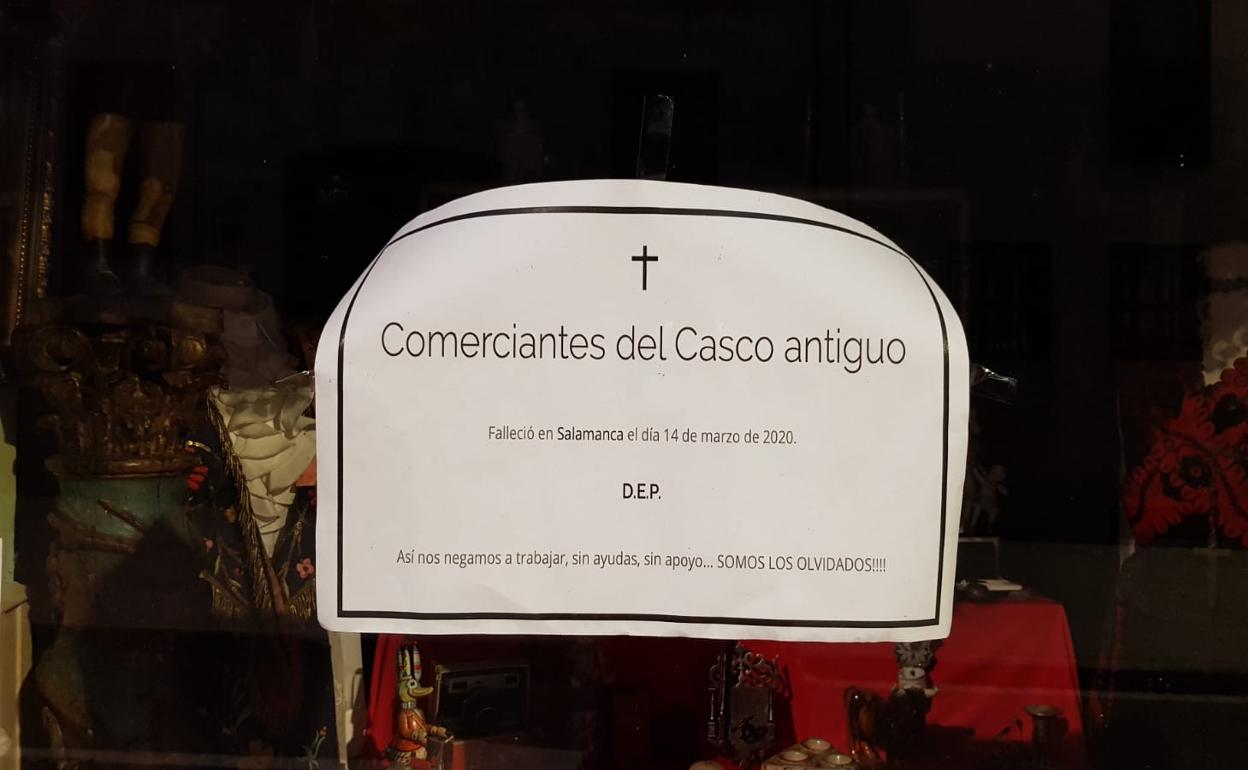 Comerciantes del Casco antiguo
Falleció en Salamanca el día 14 de marzo de 2020.
D.E.P.
Así nos negamos a trabajar, sin ayudas, sin apoyo... SOMOS LOS OLVIDADOS!!!!